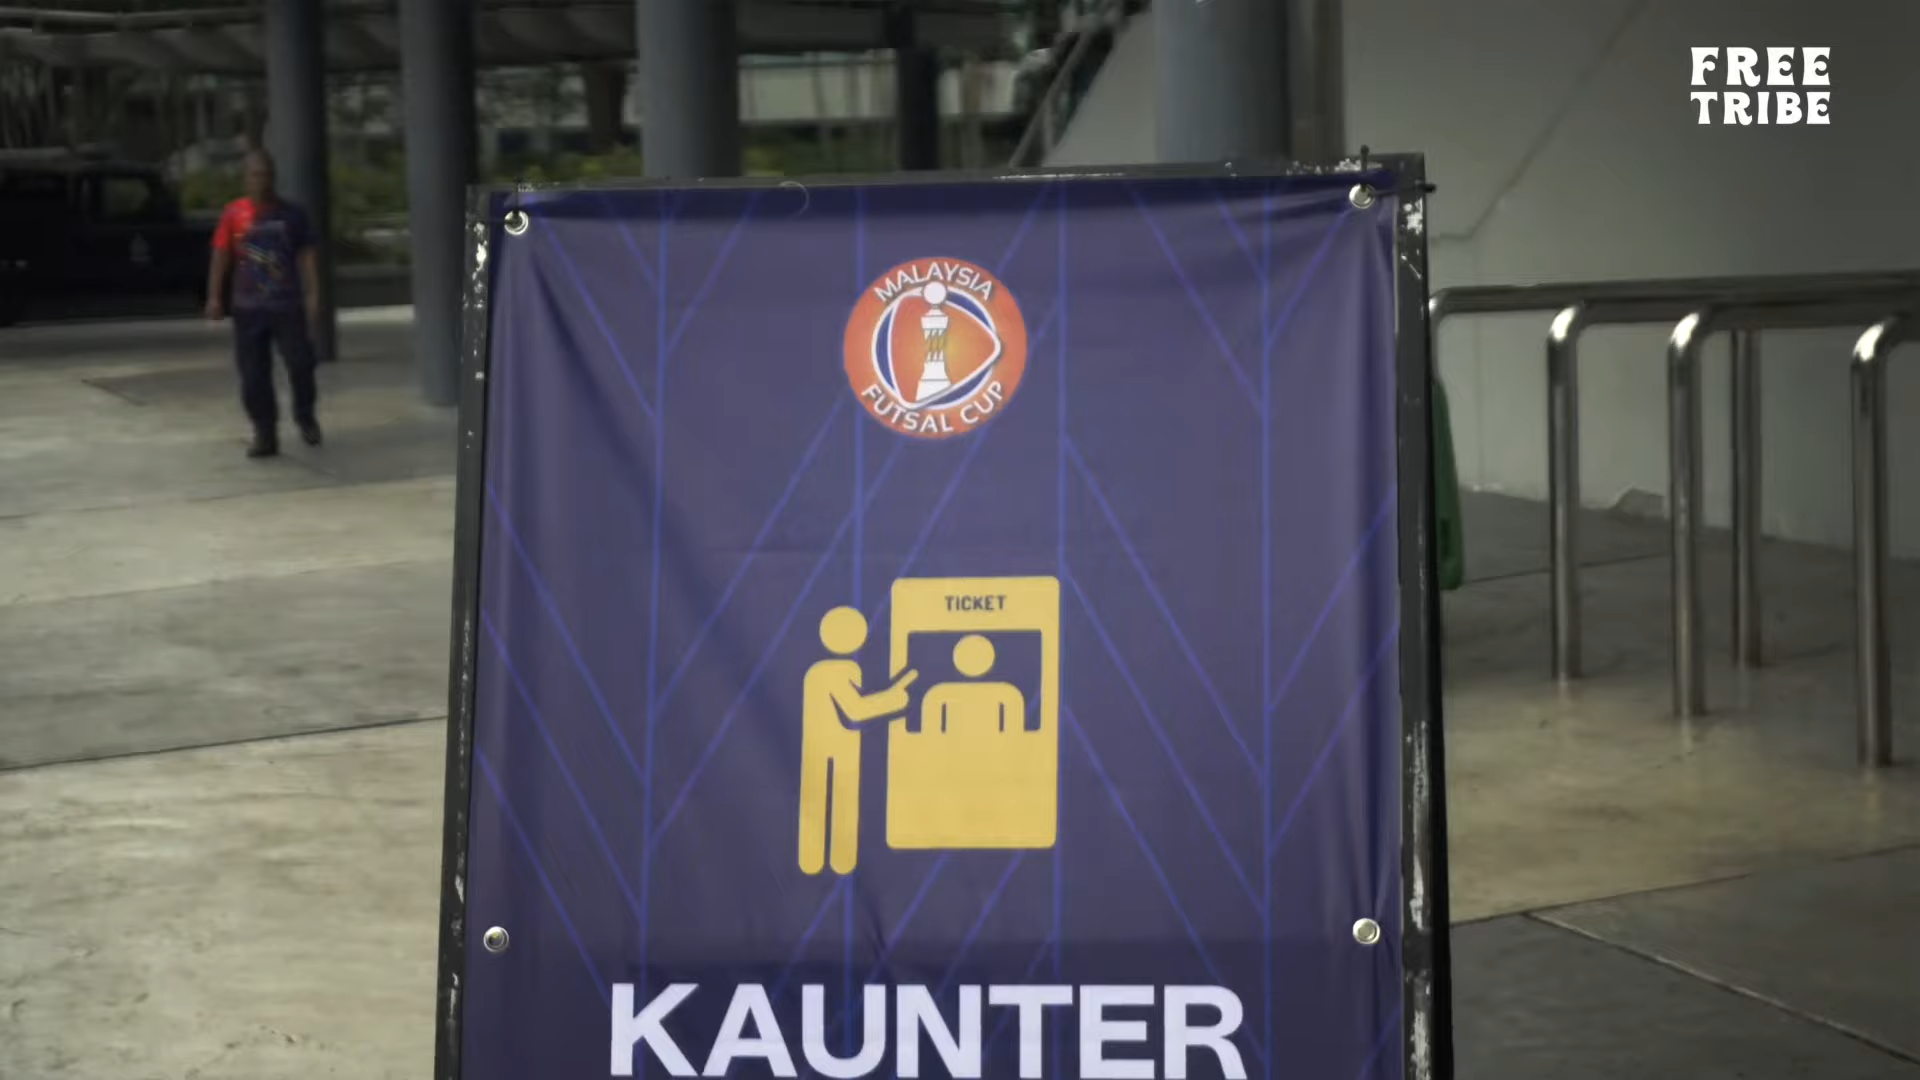 FREE
TRIBE
MALAYSIA
FUTSAL CUP
TICKET
KAUNTER